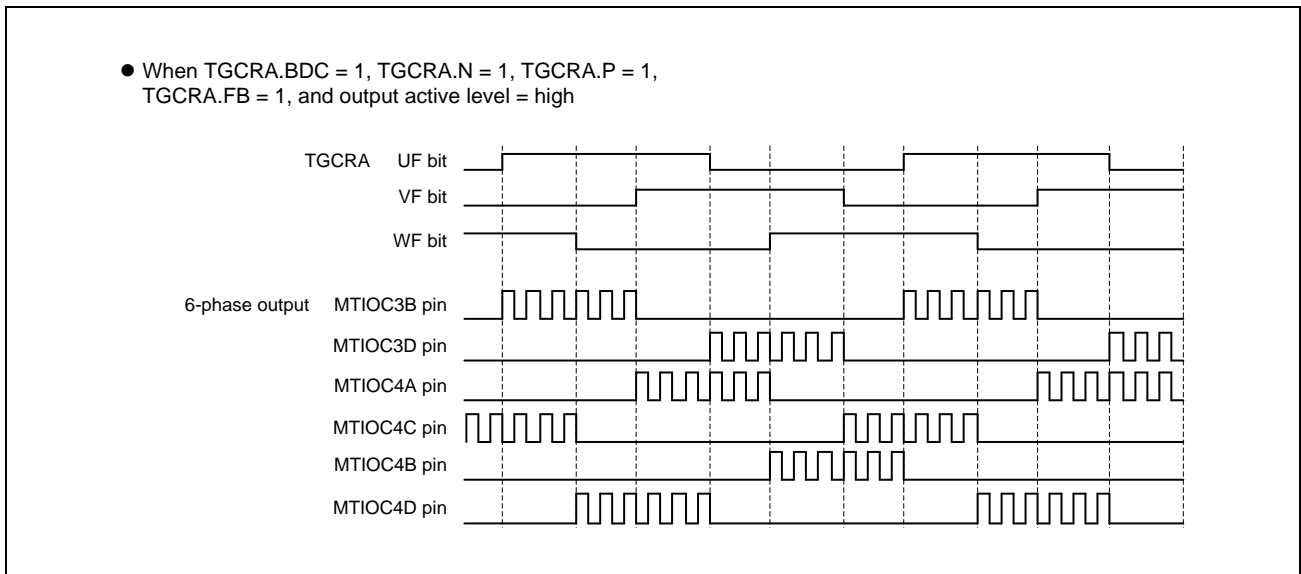 ● When TGCRA.BDC = 1, TGCRA.N = 1, TGCRA.P = 1,
TGCRA.FB = 1, and output active level = high
TGCRA UF bit
VF bit
WF bit
6-phase output MTIOC3B pin
MTIOC3D pin
MTIOC4A pin
MTIOC4C pin
MTIOC4B pin
MTIOC4D pin